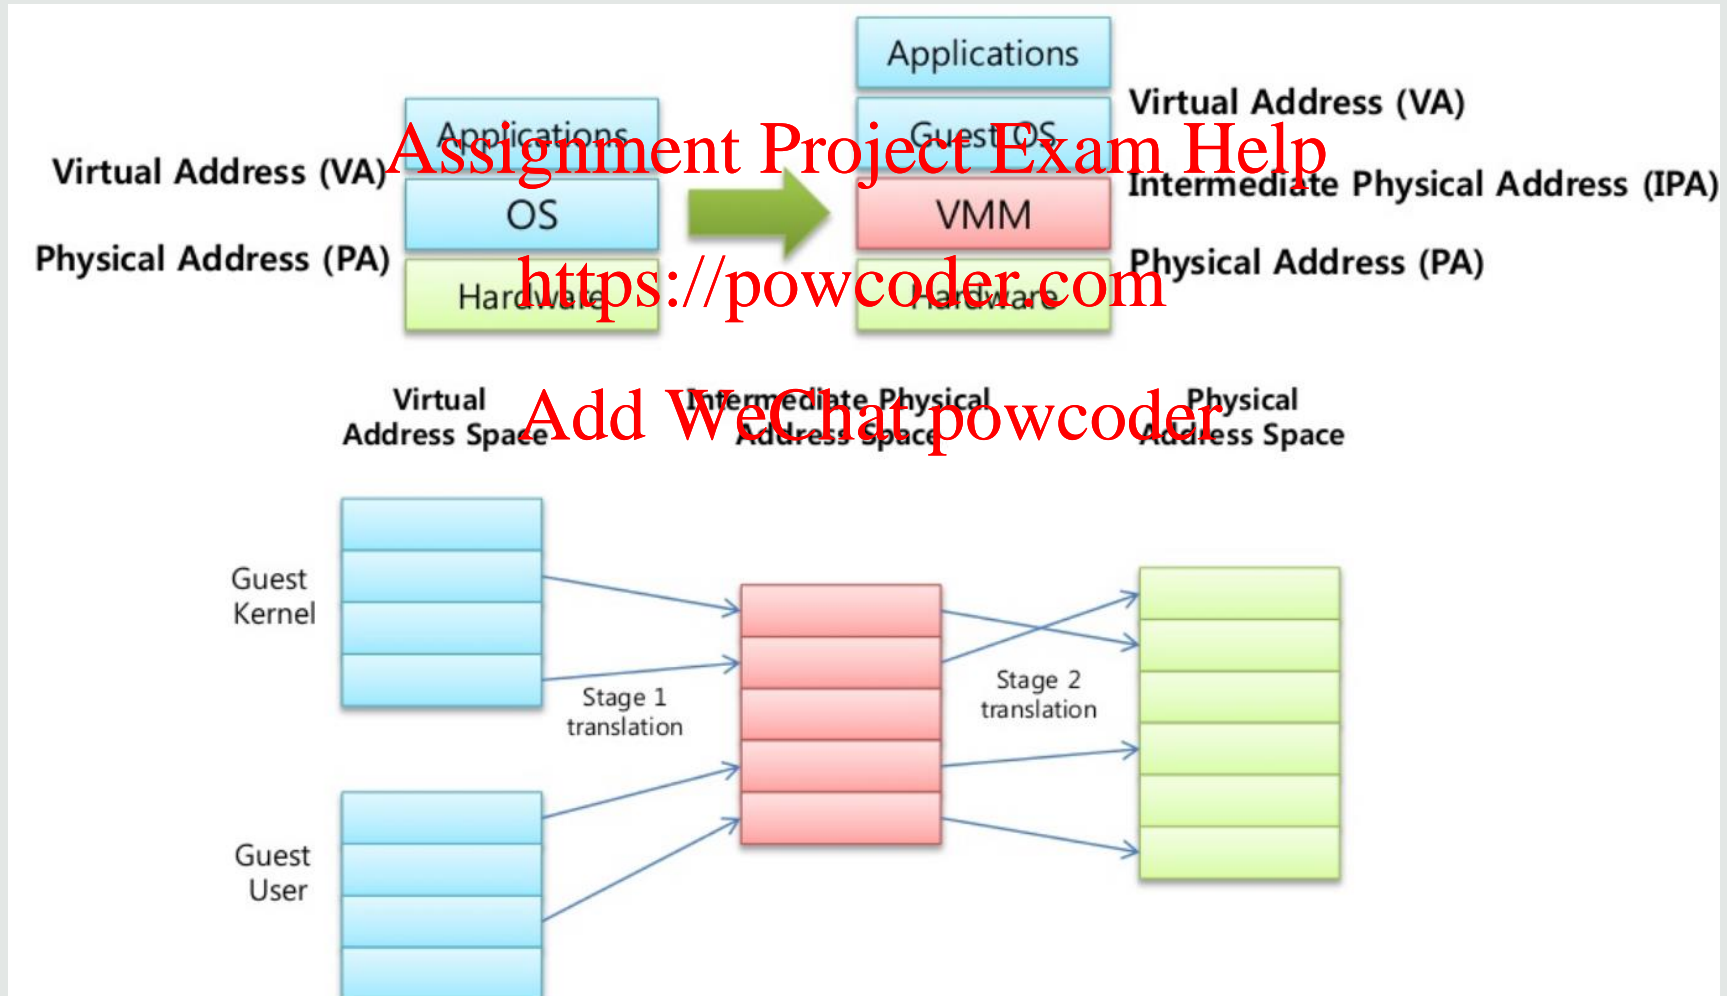 Applications
Applications
Virtual Address (VA)
Guest OS
Assignment Project Exam Help
Virtual Address (VA)
Intermediate Physical Address (IPA)
OS
VMM
Physical Address (PA)
Physical Address (PA)
https://powcoder.com
Hardware
Hardware
Virtual
Address Space
Intermediate Physical
Address Space
Physical
Address Space
Add WeChat powcoder
Guest
Kernel
Stage 1
translation
Stage 2
translation
Guest
User